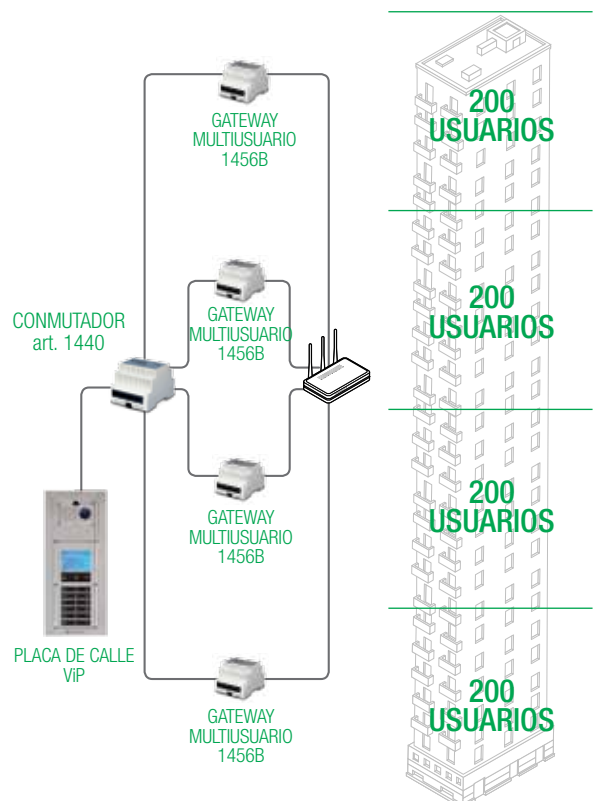 GATEWAY
MULTIUSUARIO
1456B
200
USUARIOS
CONMUTADOR
art. 1440
GATEWAY
MULTIUSUARIO
1456B
200
USUARIOS
GATEWAY
MULTIUSUARIO
1456B
200
USUARIOS
PLACA DE CALLE
ViP
GATEWAY
MULTIUSUARIO
1456B
200
USUARIOS